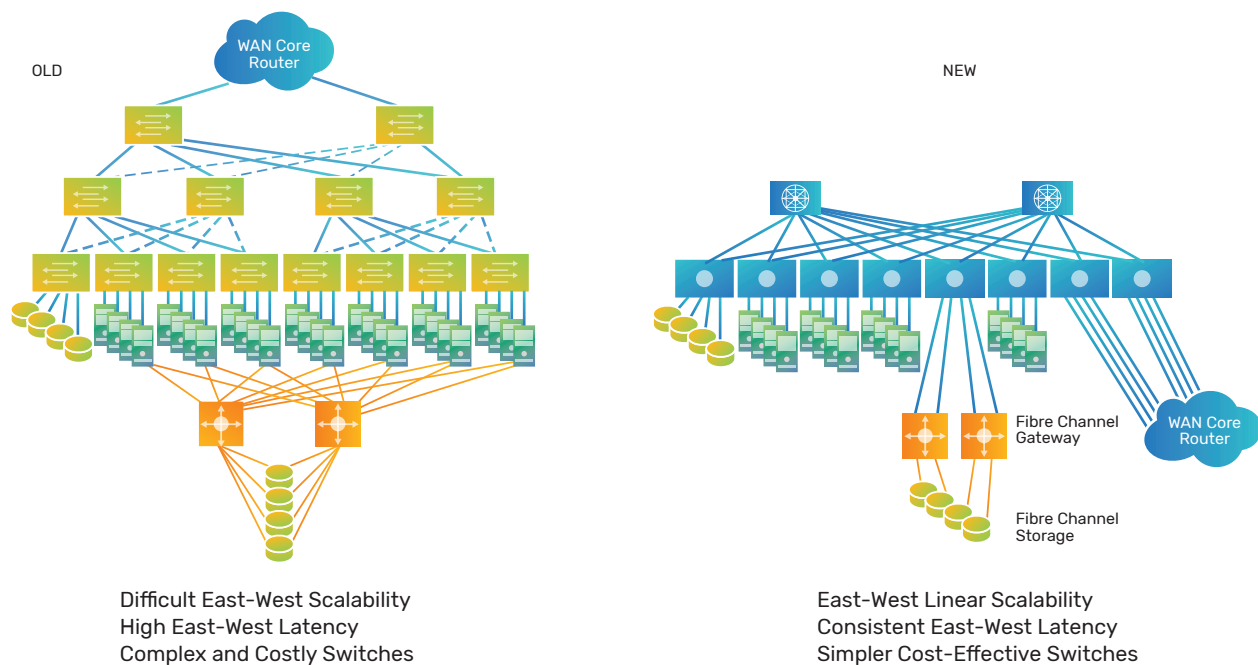 WAN Core
Router
OLD
NEW
Fibre Channel
Gateway
WAN Core
Router
Fibre Channel
Storage
Difficult East-West Scalability
High East-West Latency
Complex and Costly Switches
East-West Linear Scalability
Consistent East-West Latency
Simpler Cost-Effective Switches